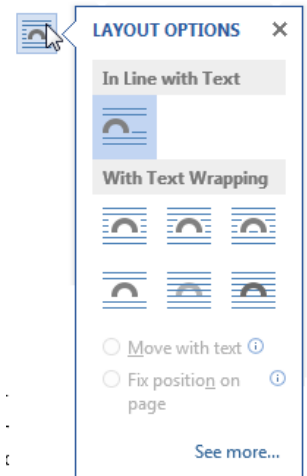 LAYOUT OPTIONS
In Line with Text
With Text Wrapping
Move with text
Fix position on
page
See more...